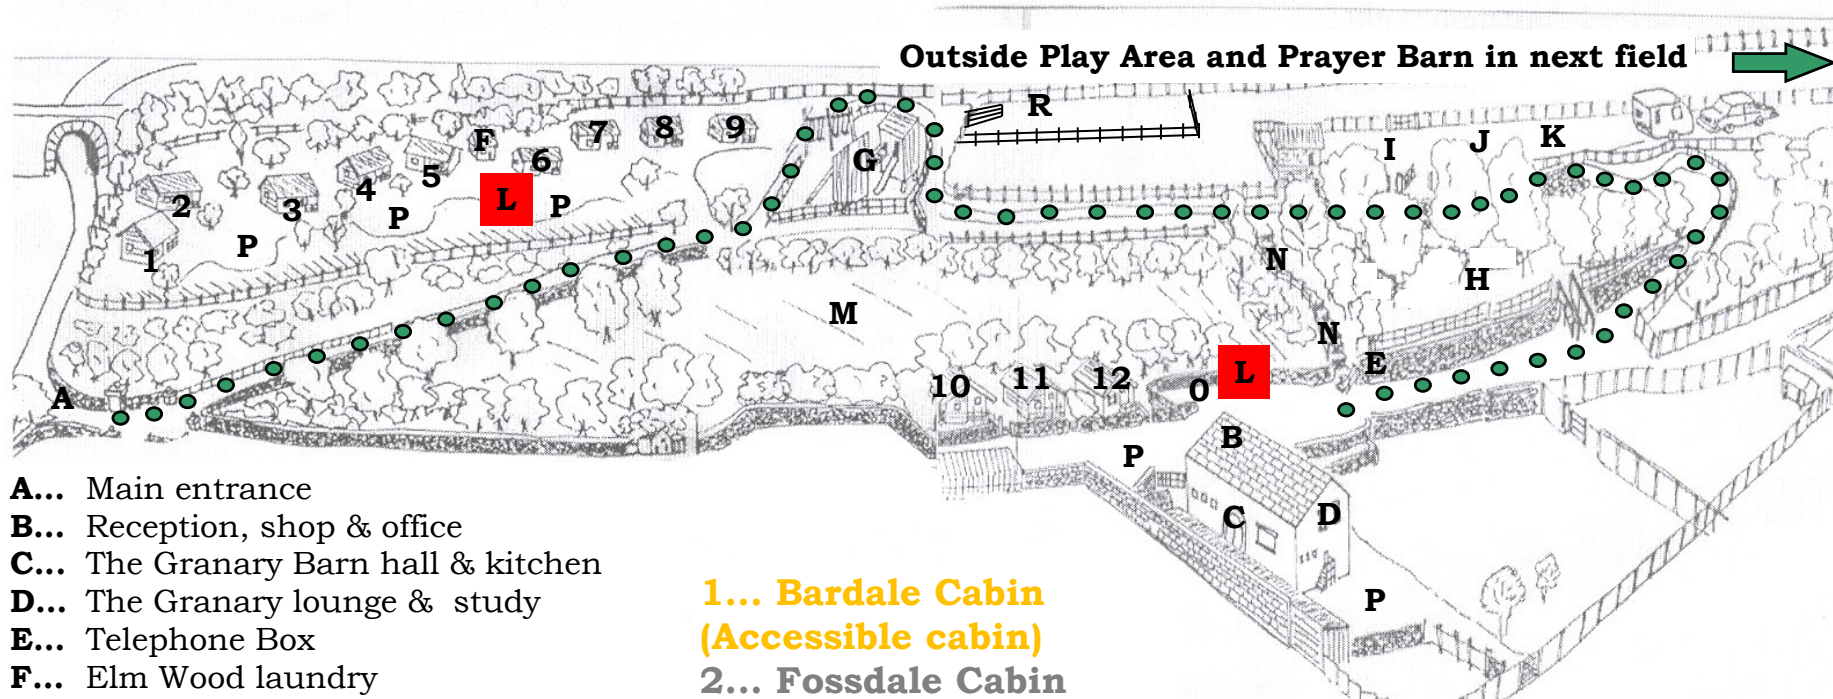 Outside Play Area and Prayer Barn in next field
R
F
7
8
9
G
I
J
K
6
5
4
L
P
2
3
P
1
P
N
H
M
N
A
10
11
12
0
L
E
B
P
C
D
P
A... Main entrance
B... Reception, shop & office
C... The Granary Barn hall & kitchen
D... The Granary lounge & study
E... Telephone Box
F... Elm Wood laundry
1... Bardale Cabin
(Accessible cabin)
2... Fossdale Cabin